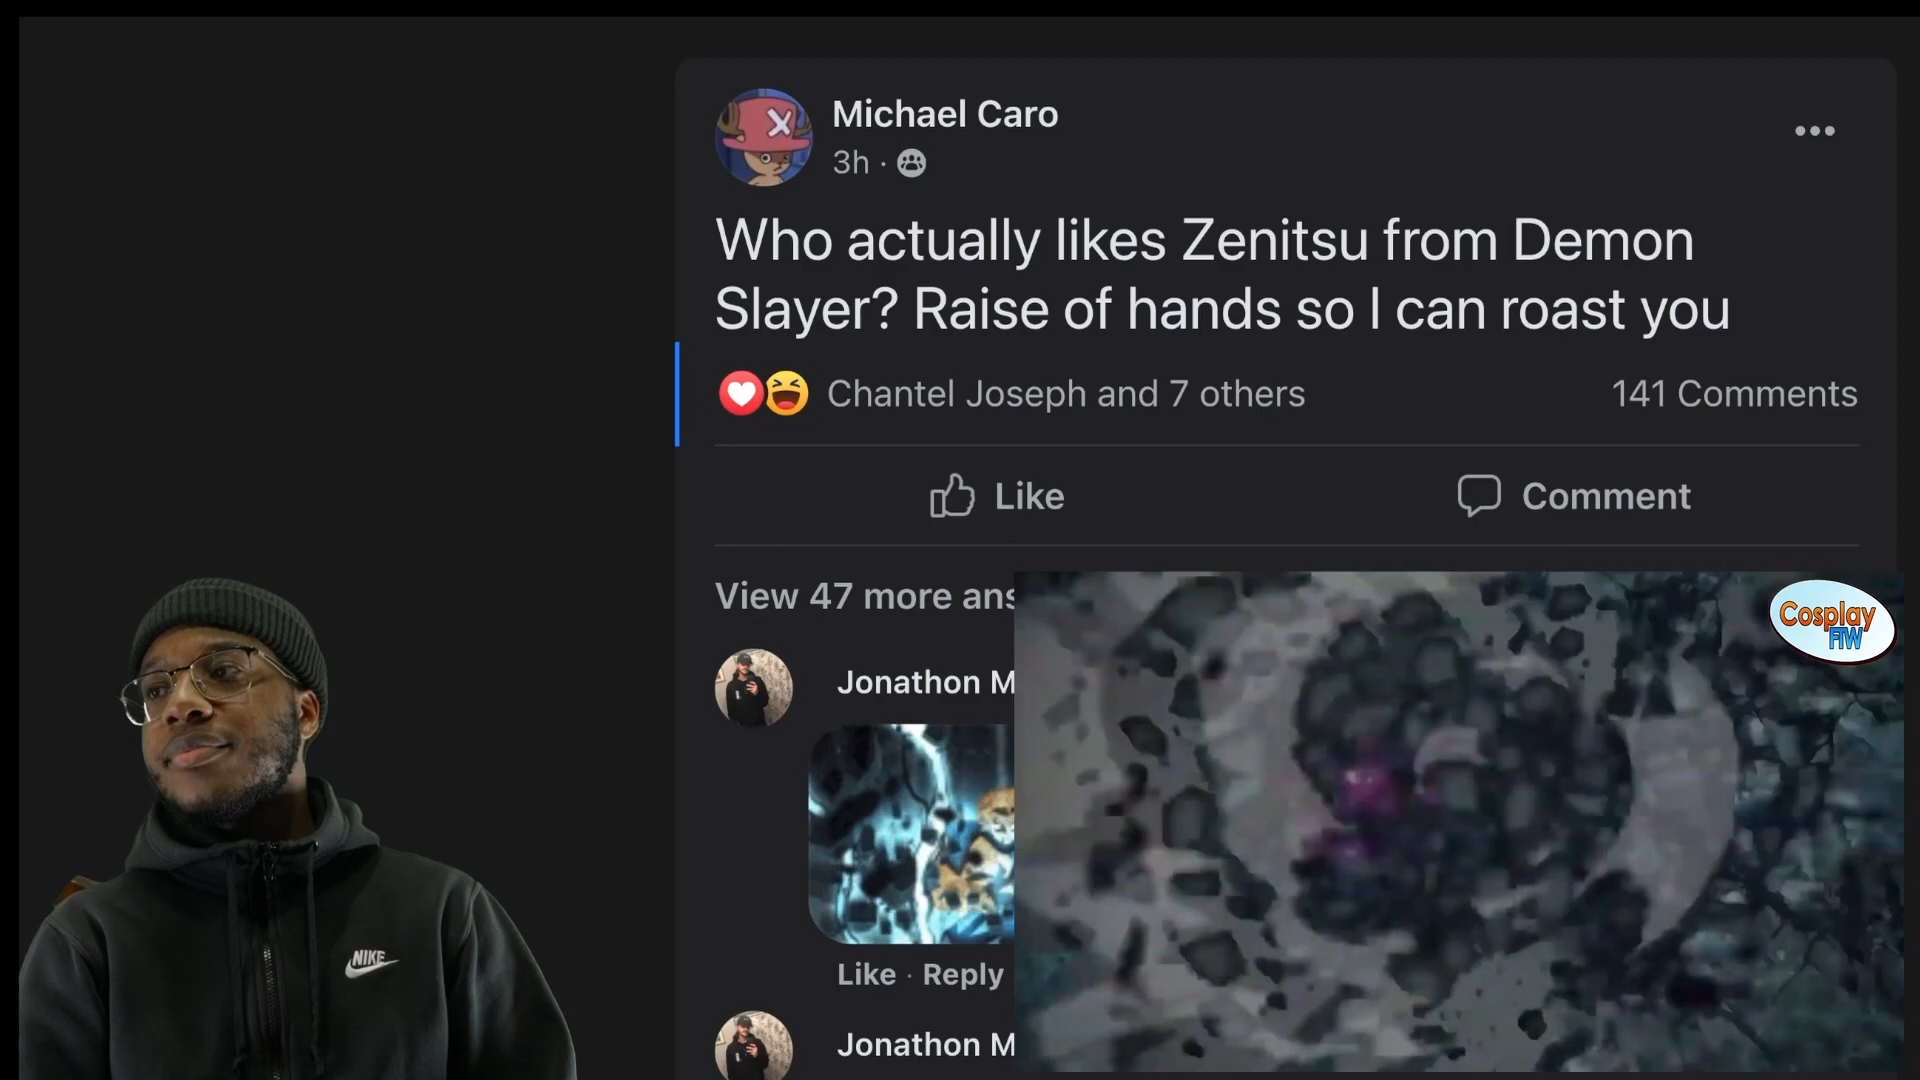 Michael Caro
3h ·
Who actually likes Zenitsu from Demon
Slayer? Raise of hands so I can roast you
Chantel Joseph and 7 others
141 Comments
Like
Comment
View 47 more ans
Cosplay
FTW
Jonathon M
NIKE
Like · Reply
Jonathon M